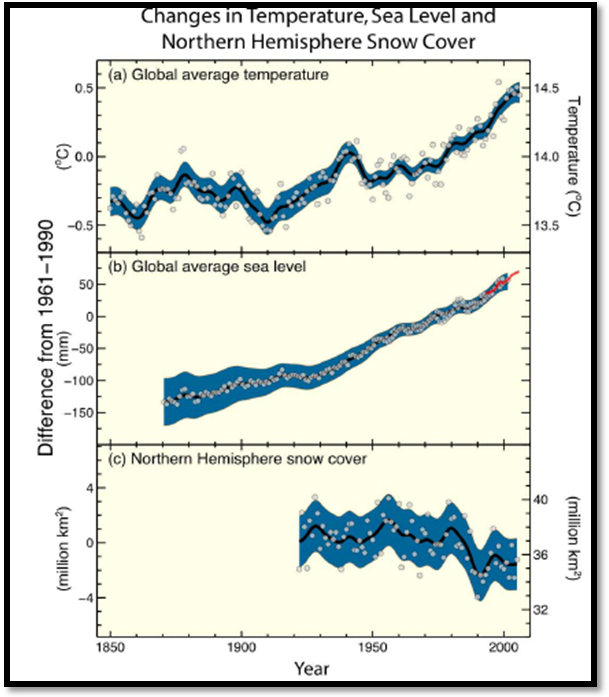 Changes in Temperature, Sea Level and
Northern Hemisphere Snow Cover
(a) Global average temperature
0.5
0.0
−0.5
(°C)
14.5
14.0
13.5
Temperature (°C)
Difference from 1961–1990
(b) Global average sea level
50
0
−50
−100
−150
(mm)
(c) Northern Hemisphere snow cover
4
0
−4
(million km²)
40
36
32
(million km²)
1850
1900
1950
2000
Year